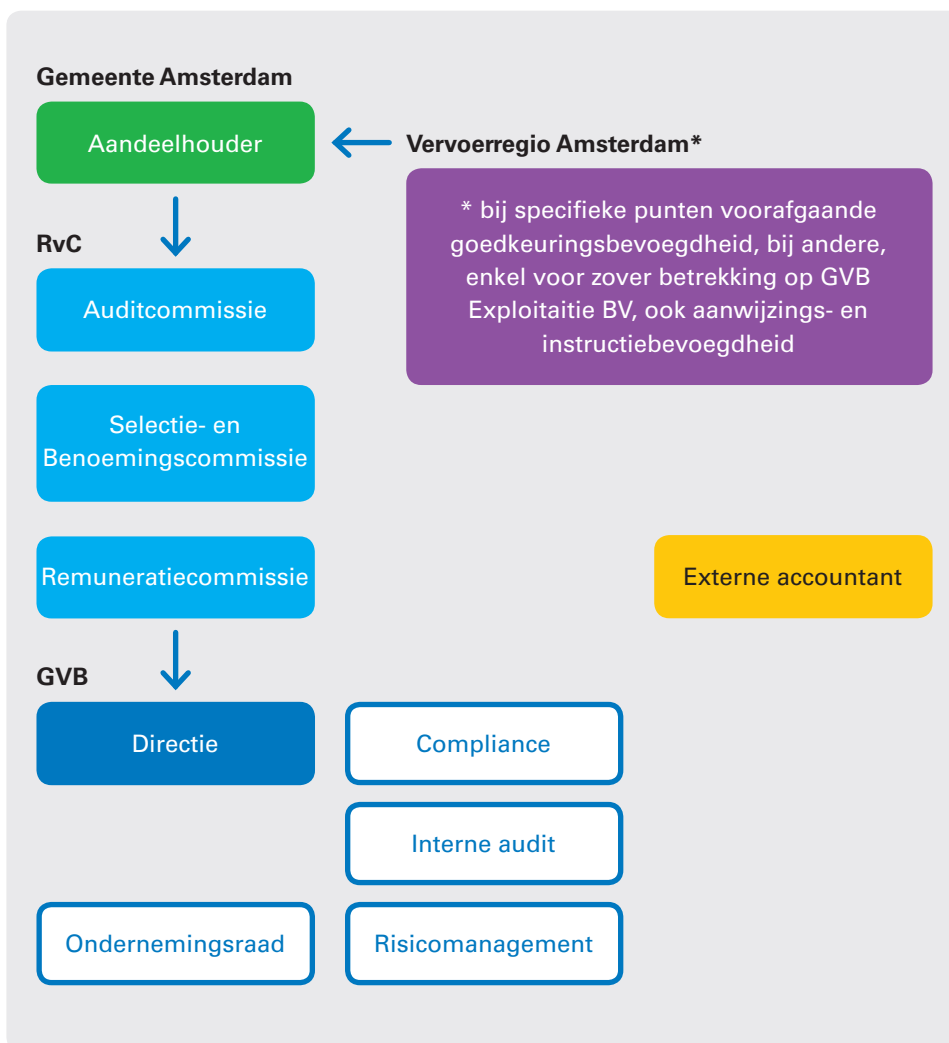 Gemeente Amsterdam
Aandeelhouder
Vervoerregio Amsterdam*
* bij specifieke punten voorafgaande
goedkeuringsbevoegdheid, bij andere,
enkel voor zover betrekking op GVB
Exploitaitie BV, ook aanwijzings- en
instructiebevoegdheid
RvC
Auditcommissie
Selectie- en
Benoemingscommissie
Remuneratiecommissie
Externe accountant
GVB
Directie
Compliance
Interne audit
Ondernemingsraad
Risicomanagement